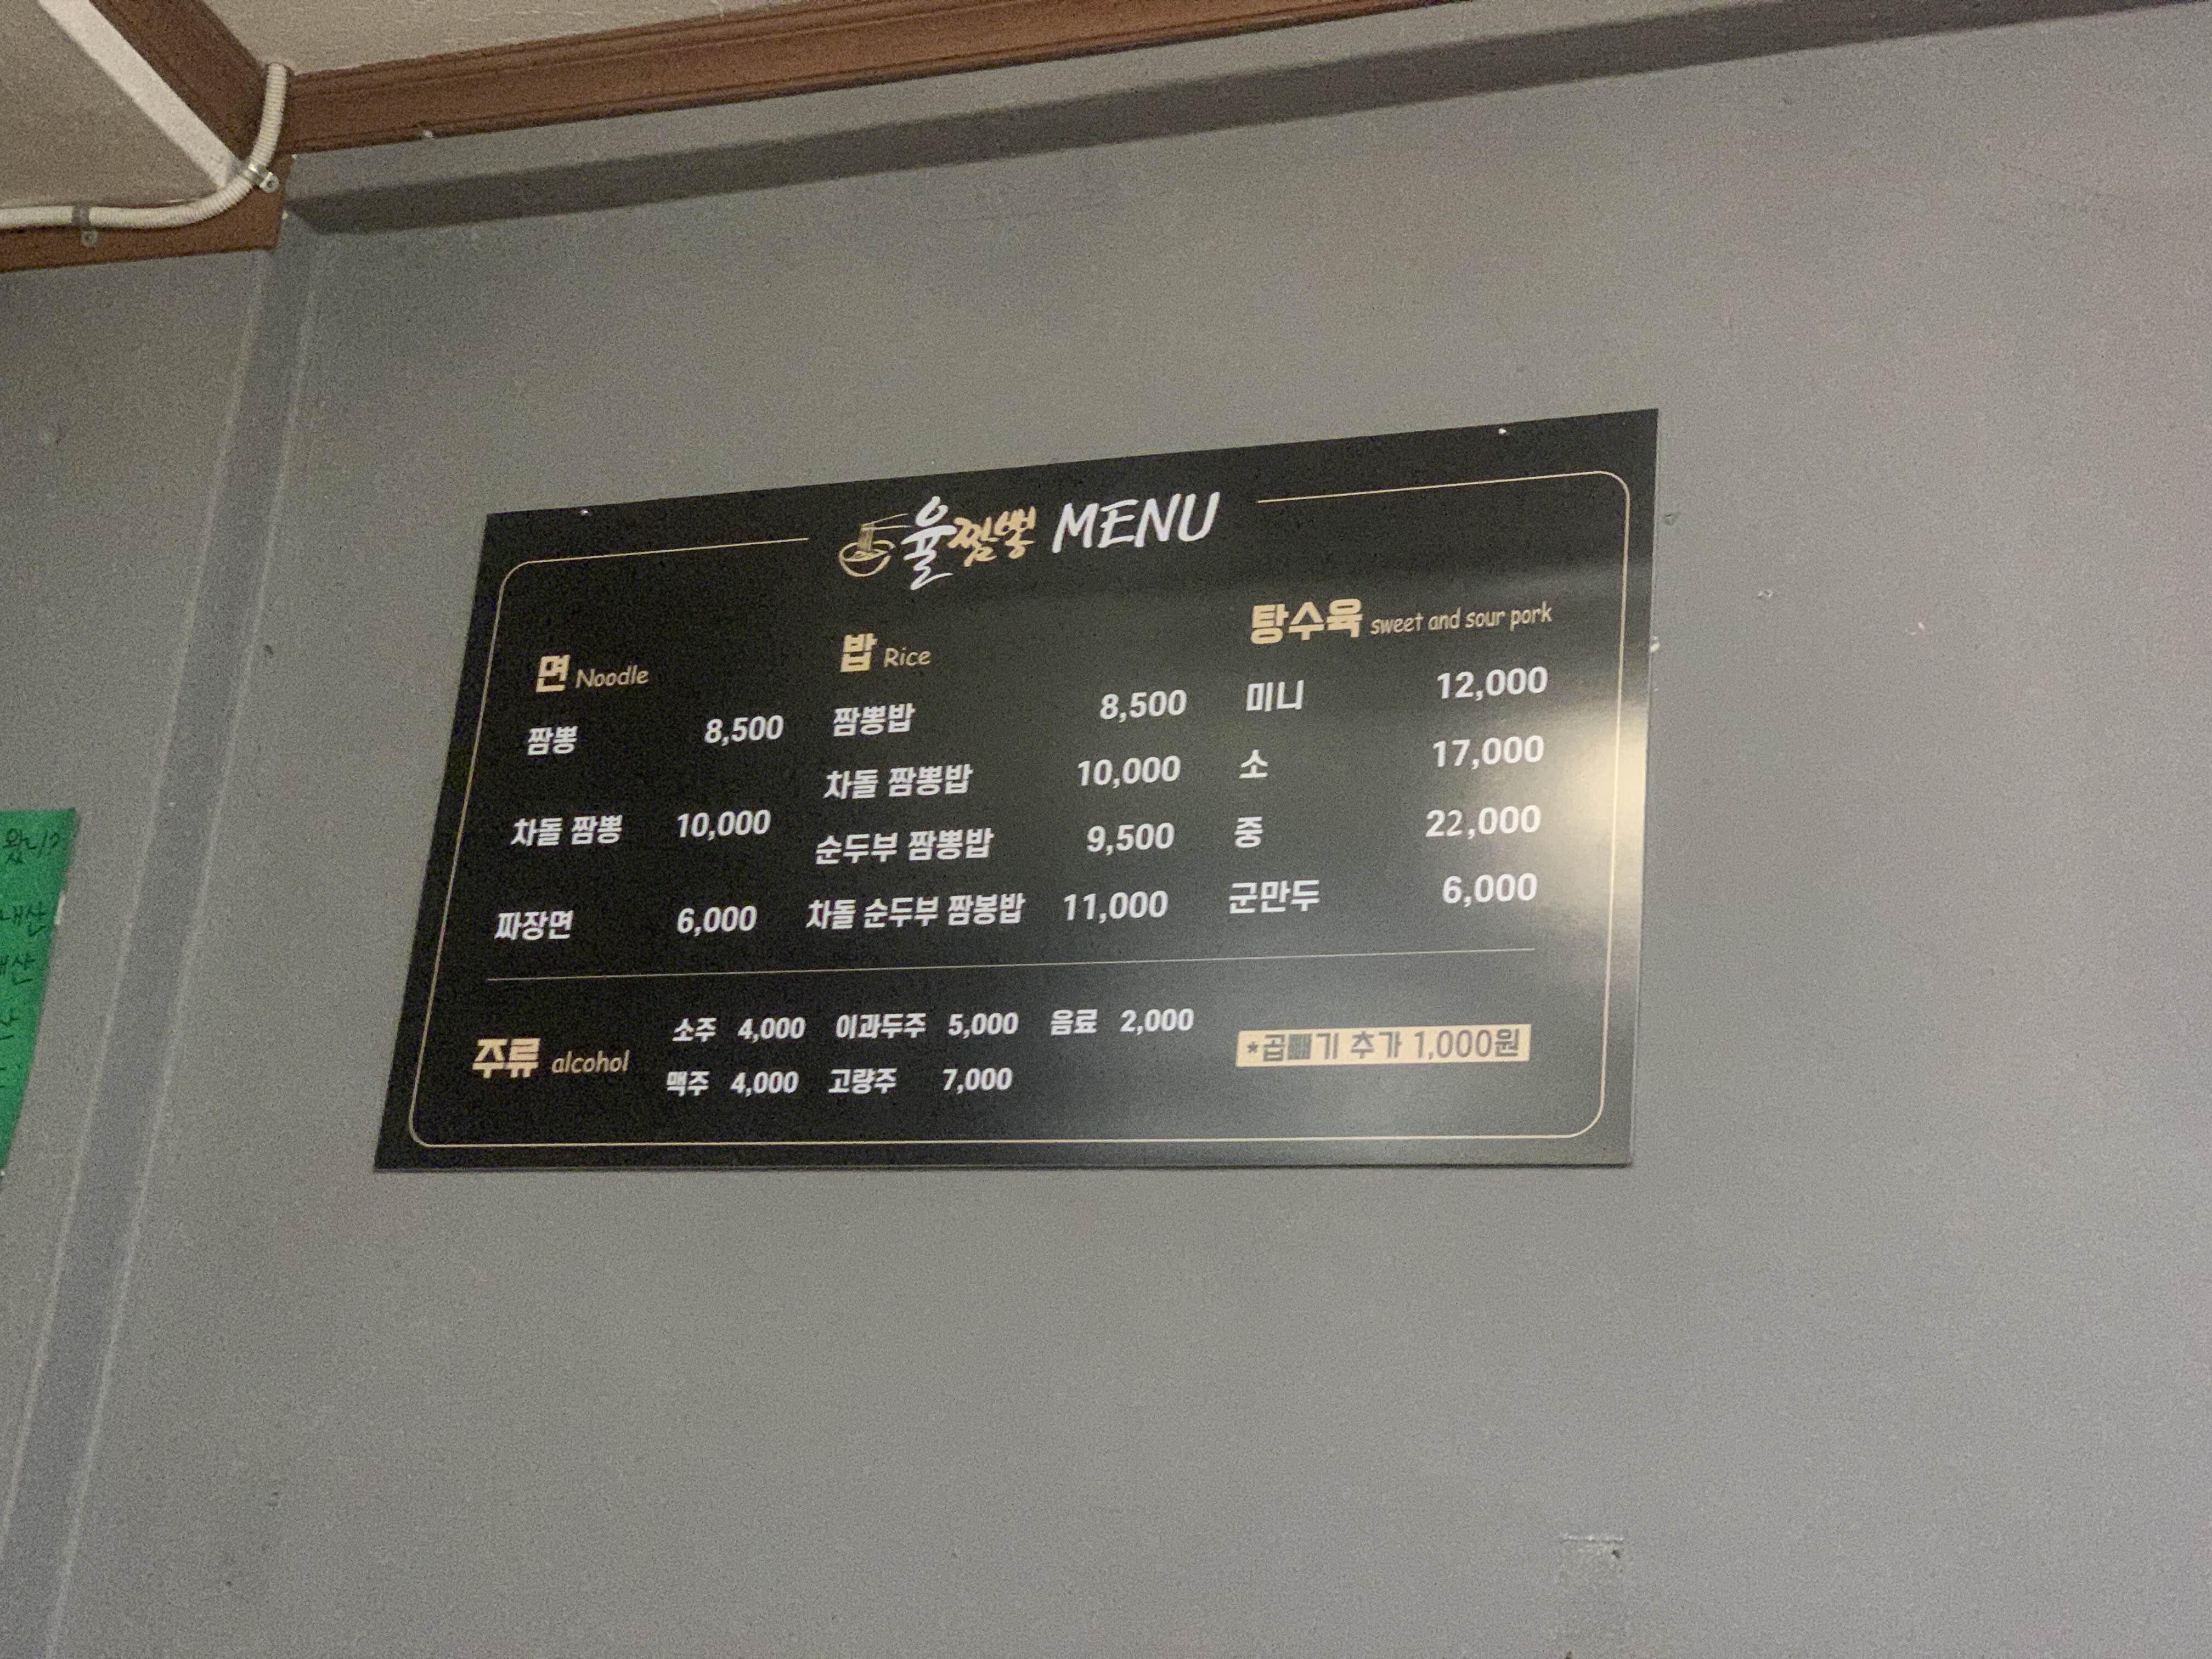 율짬뽕 MENU
면 Noodle
짬뽕 8,500
차돌 짬뽕 10,000
짜장면 6,000
밥 Rice
짬뽕밥 8,500
차돌 짬뽕밥 10,000
순두부 짬뽕밥 9,500
차돌 순두부 짬봉밥 11,000
탕수육 sweet and sour pork
미니 12,000
소 17,000
중 22,000
군만두 6,000
주류 alcohol
소주 4,000 이과두주 5,000 음료 2,000
맥주 4,000 고량주 7,000
*곱빼기 추가 1,000원
왔니?